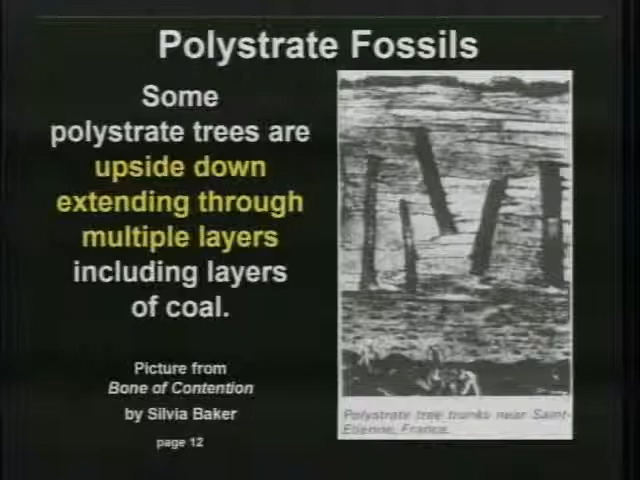 Polystrate Fossils
Some
polystrate trees are
upside down
extending through
multiple layers
including layers
of coal.
Picture from
Bone of Contention
by Silvia Baker
page 12
Polystrate tree trunks near Saint-
Etienne, France.